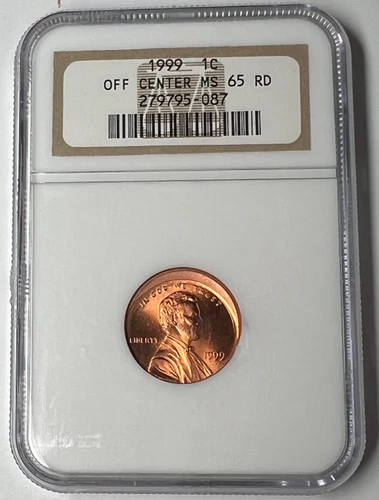 1999 1C
OFF CENTER MS 65 RD
279795-087
IN GOD WE TRUST
LIBERTY
1999